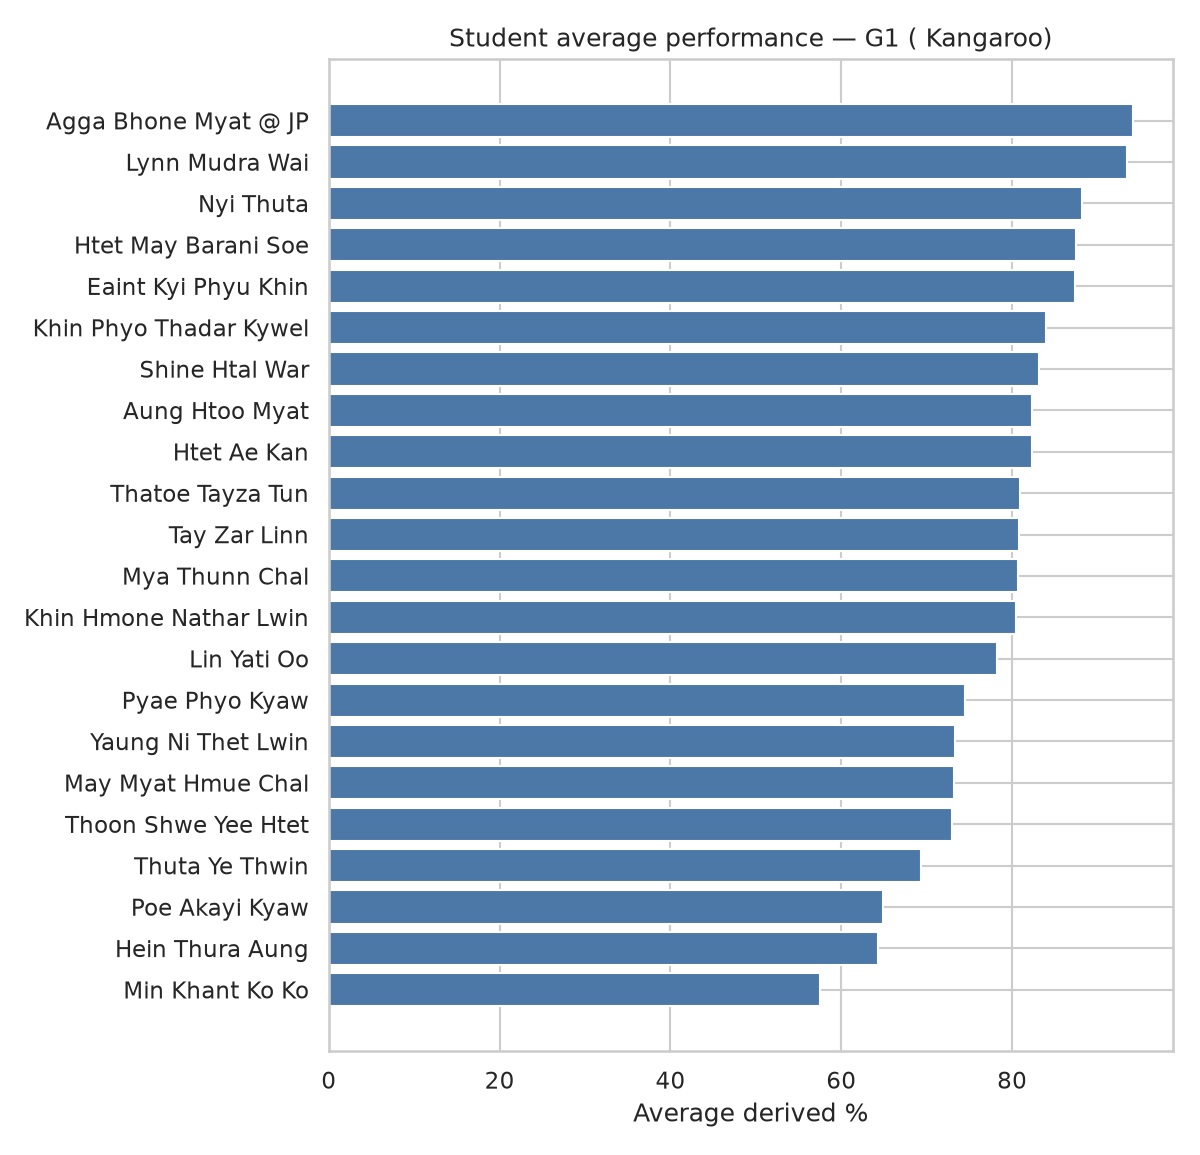 Student average performance — G1 ( Kangaroo)
Agga Bhone Myat @ JP
Lynn Mudra Wai
Nyi Thuta
Htet May Barani Soe
Eaint Kyi Phyu Khin
Khin Phyo Thadar Kywel
Shine Htal War
Aung Htoo Myat
Htet Ae Kan
Thatoe Tayza Tun
Tay Zar Linn
Mya Thunn Chal
Khin Hmone Nathar Lwin
Lin Yati Oo
Pyae Phyo Kyaw
Yaung Ni Thet Lwin
May Myat Hmue Chal
Thoon Shwe Yee Htet
Thuta Ye Thwin
Poe Akayi Kyaw
Hein Thura Aung
Min Khant Ko Ko
0 20 40 60 80
Average derived %